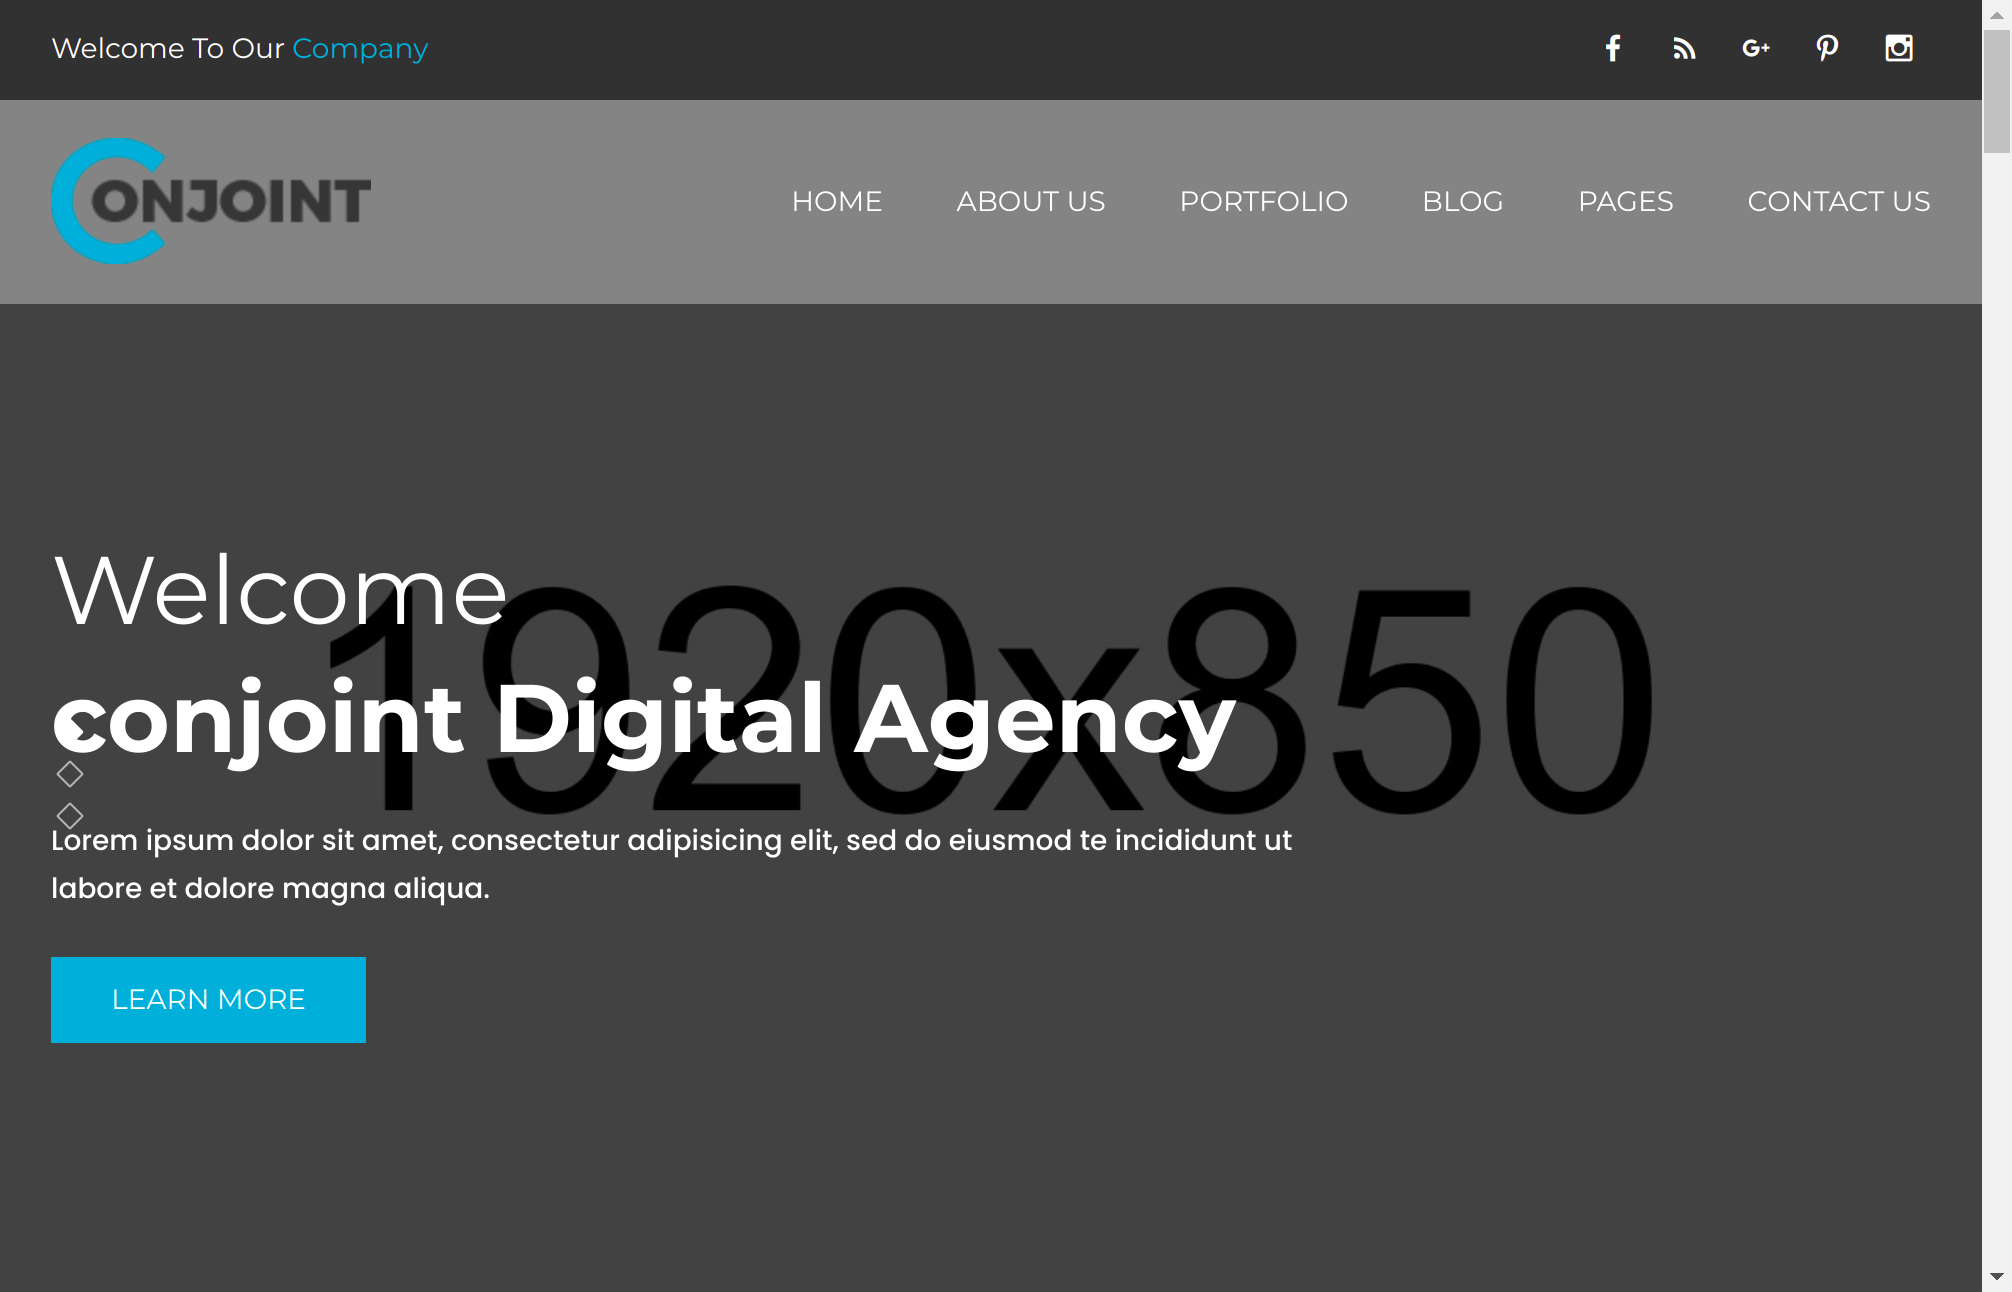 Welcome To Our Company
CONJOINT
HOME ABOUT US PORTFOLIO BLOG PAGES CONTACT US
1920x850
Welcome
conjoint Digital Agency
Lorem ipsum dolor sit amet, consectetur adipisicing elit, sed do eiusmod te incididunt ut
labore et dolore magna aliqua.
LEARN MORE